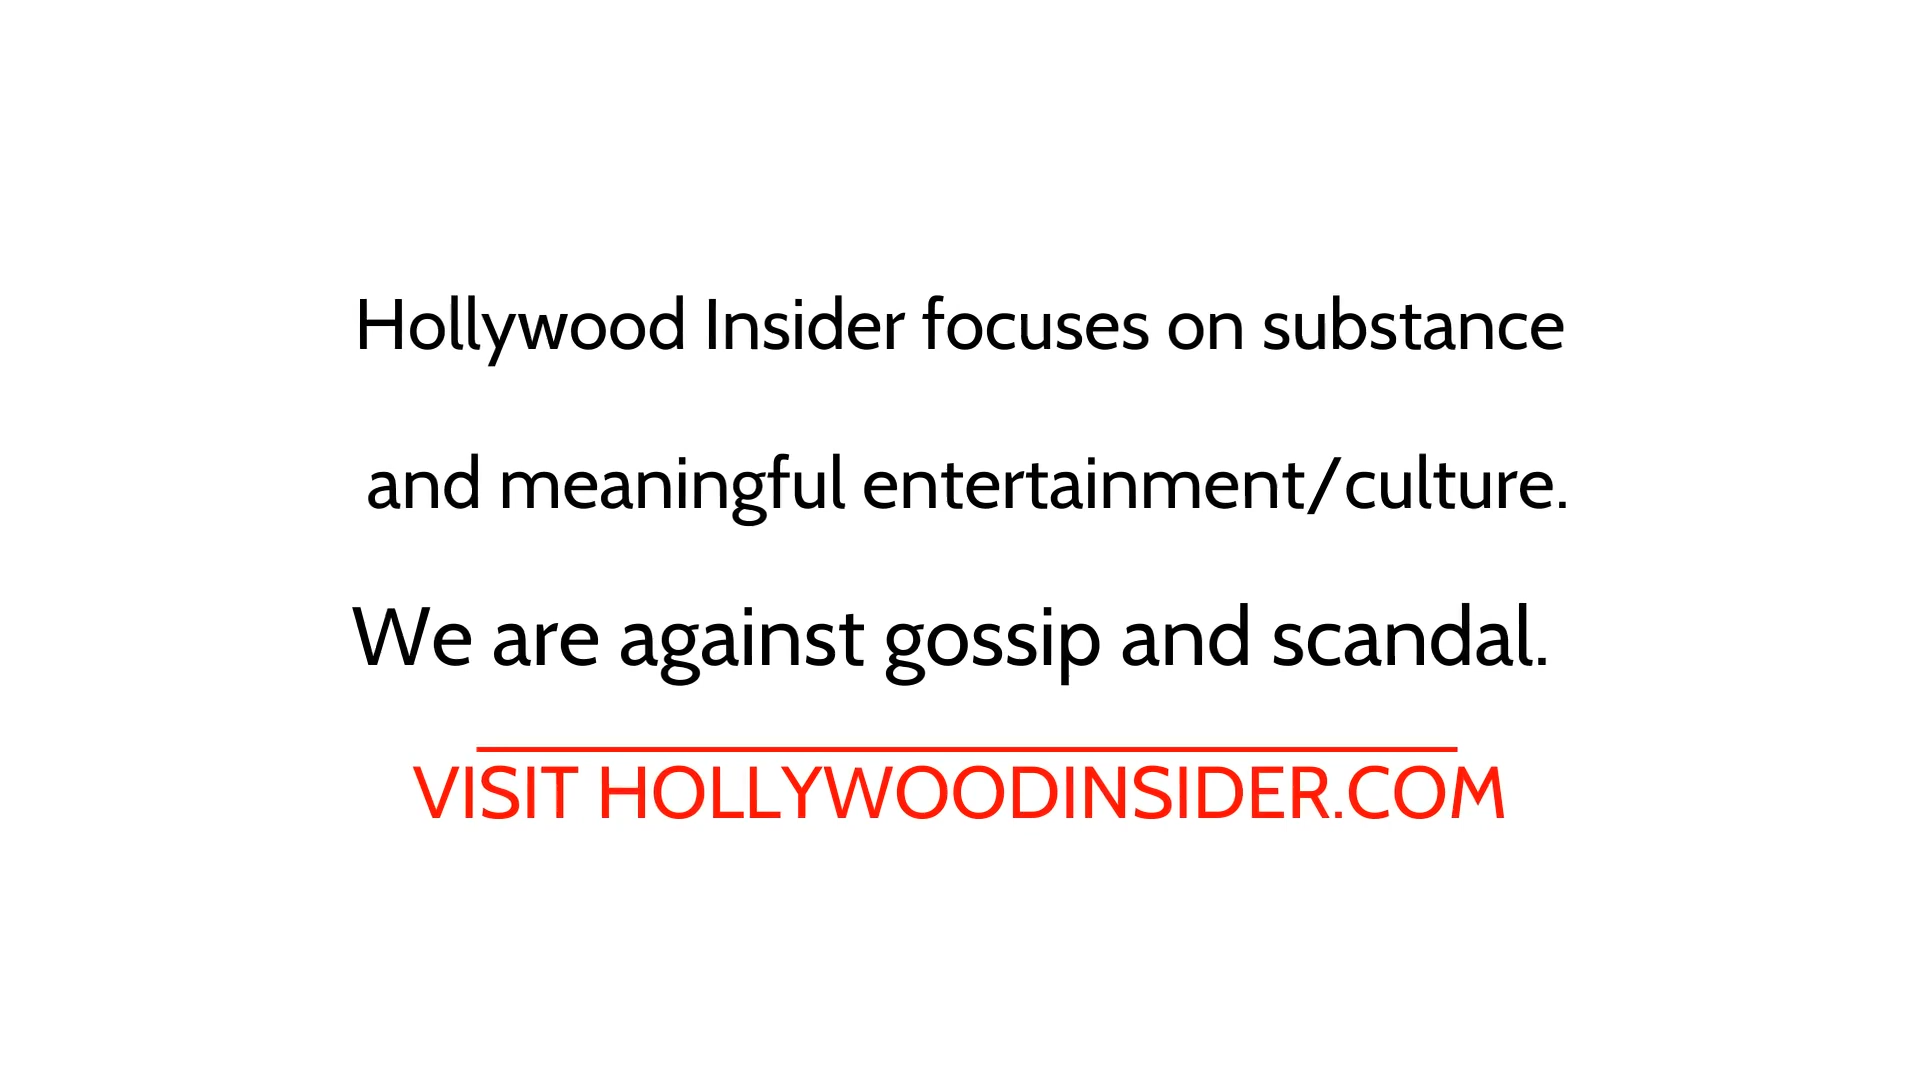 Hollywood Insider focuses on substance
and meaningful entertainment/culture.
We are against gossip and scandal.
VISIT HOLLYWOODINSIDER.COM